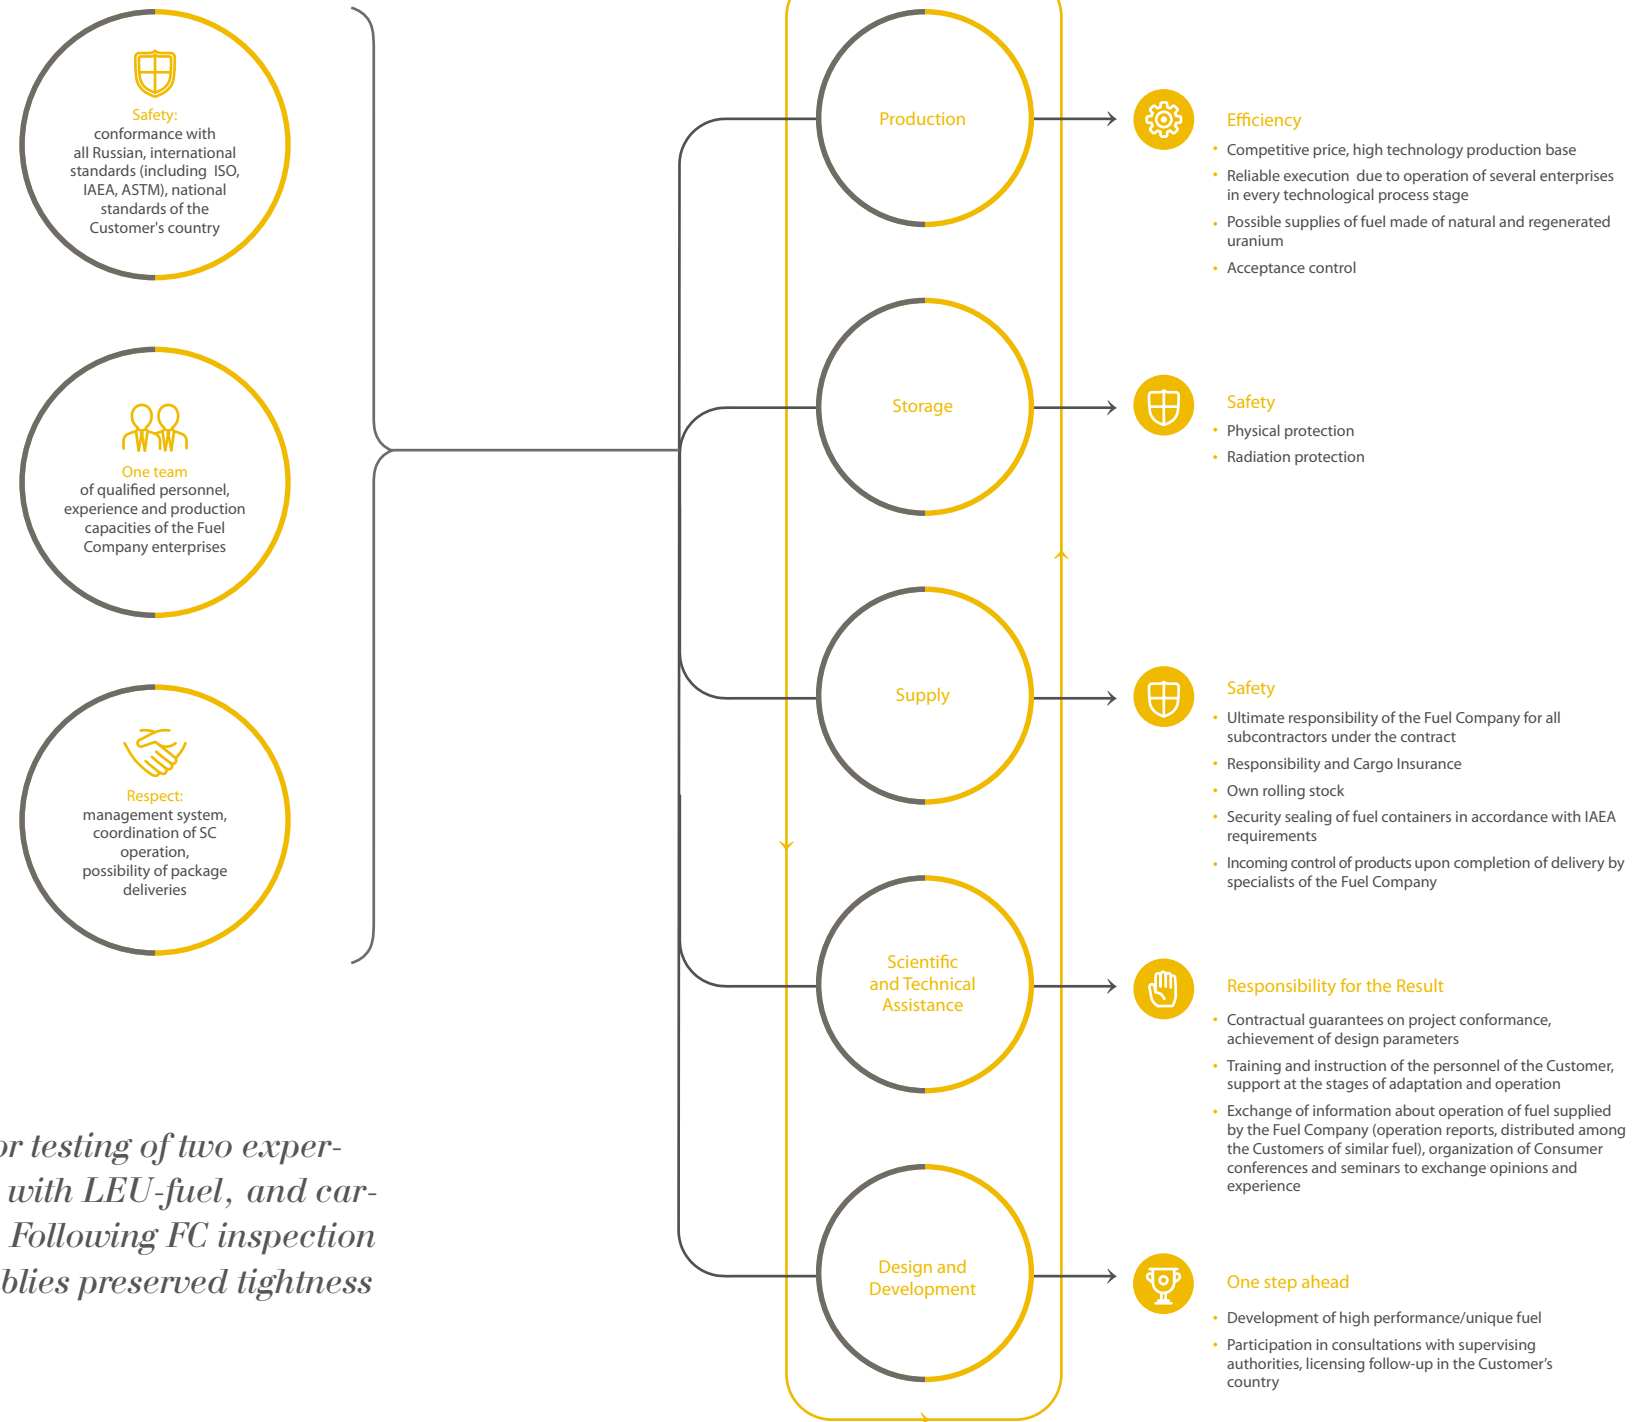 Safety:
conformance with
all Russian, international
standards (including ISO,
IAEA, ASTM), national
standards of the
Customer's country
One team
of qualified personnel,
experience and production
capacities of the Fuel
Company enterprises
Respect:
management system,
coordination of SC
operation,
possibility of package
deliveries
or testing of two exper-
with LEU-fuel, and car-
Following FC inspection
blies preserved tightness
Production
Storage
Supply
Scientific
and Technical
Assistance
Design and
Development
Efficiency
• Competitive price, high technology production base
• Reliable execution due to operation of several enterprises
in every technological process stage
• Possible supplies of fuel made of natural and regenerated
uranium
• Acceptance control
Safety
• Physical protection
• Radiation protection
Safety
• Ultimate responsibility of the Fuel Company for all
subcontractors under the contract
• Responsibility and Cargo Insurance
• Own rolling stock
• Security sealing of fuel containers in accordance with IAEA
requirements
• Incoming control of products upon completion of delivery by
specialists of the Fuel Company
Responsibility for the Result
• Contractual guarantees on project conformance,
achievement of design parameters
• Training and instruction of the personnel of the Customer,
support at the stages of adaptation and operation
• Exchange of information about operation of fuel supplied
by the Fuel Company (operation reports, distributed among
the Customers of similar fuel), organization of Consumer
conferences and seminars to exchange opinions and
experience
One step ahead
• Development of high performance/unique fuel
• Participation in consultations with supervising
authorities, licensing follow-up in the Customer's
country